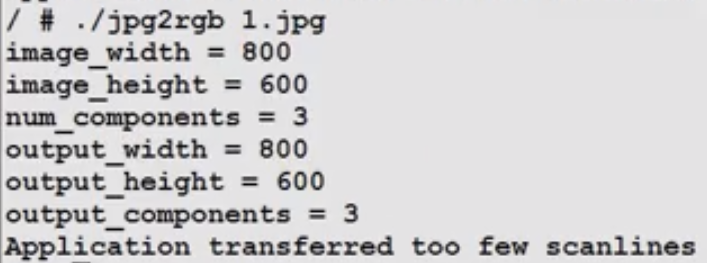 / # ./jpg2rgb 1.jpg
image_width = 800
image_height = 600
num_components = 3
output_width = 800
output_height = 600
output_components = 3
Application transferred too few scanlines